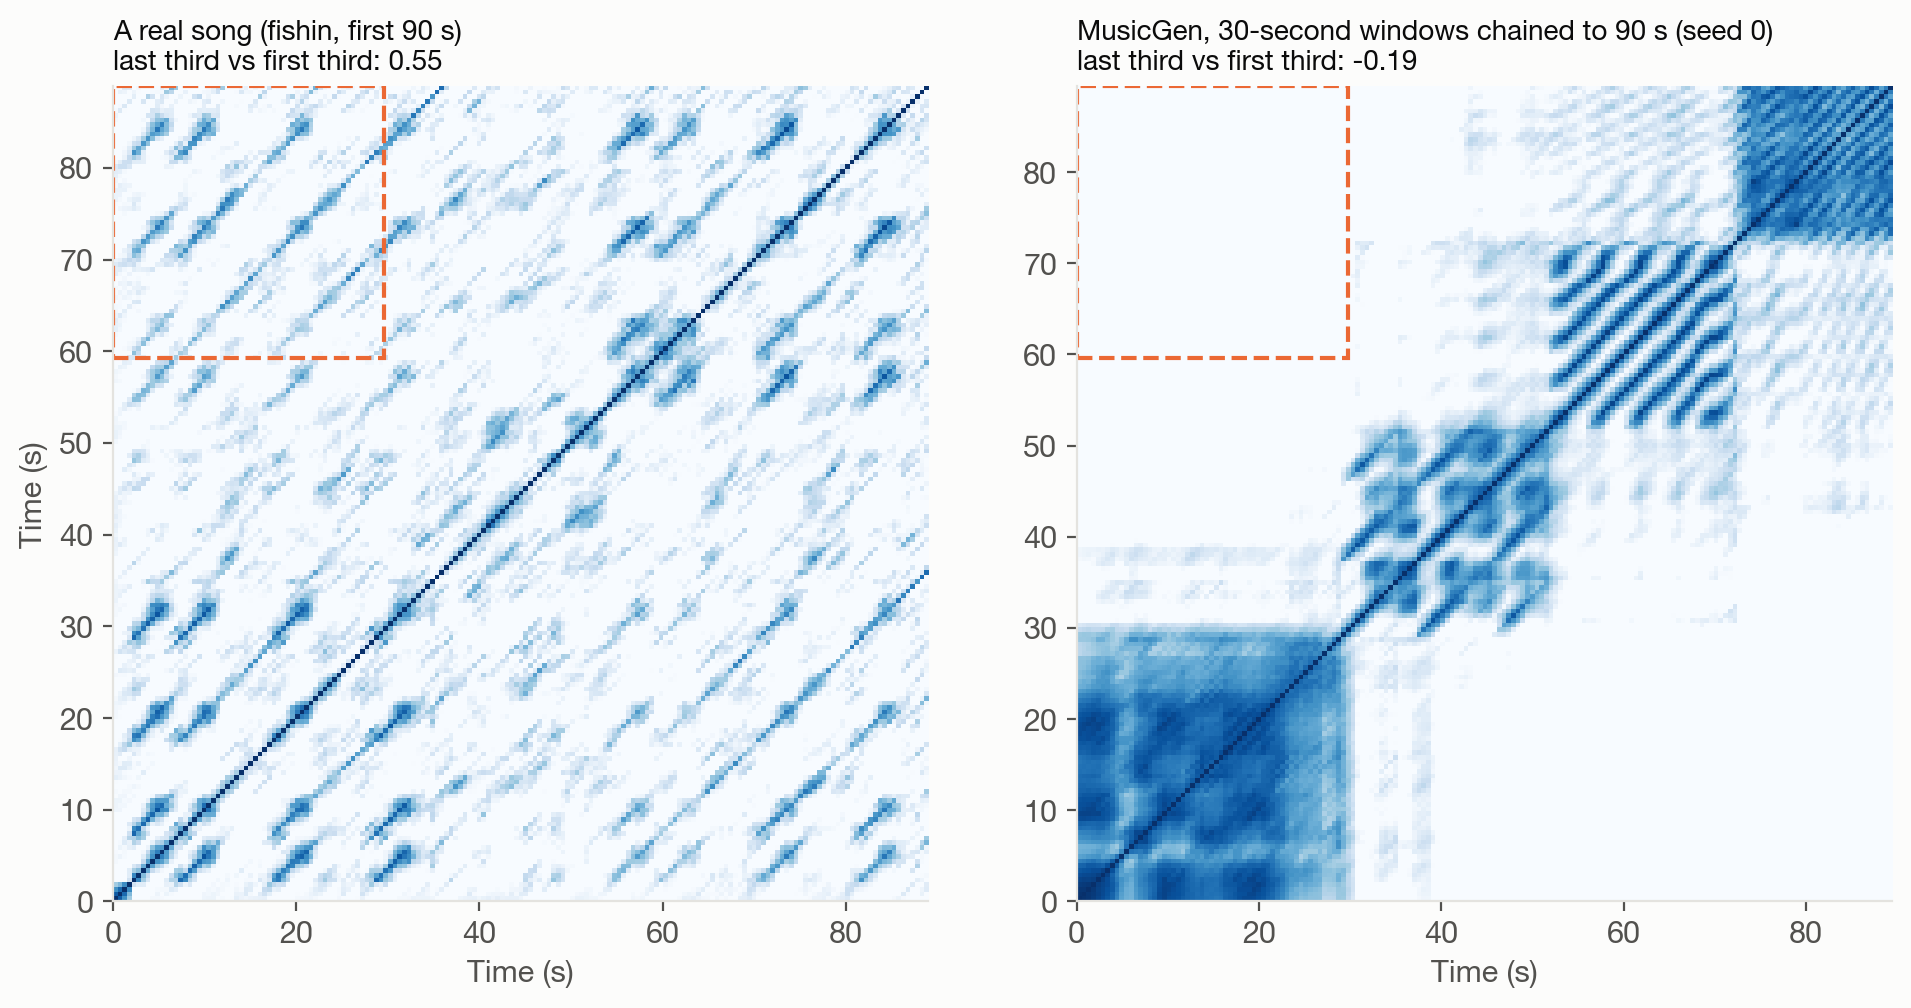 A real song (fishin, first 90 s)
last third vs first third: 0.55
80
70
60
50
40
30
20
10
0
Time (s)
0 20 40 60 80
Time (s)
MusicGen, 30-second windows chained to 90 s (seed 0)
last third vs first third: -0.19
80
70
60
50
40
30
20
10
0
0 20 40 60 80
Time (s)